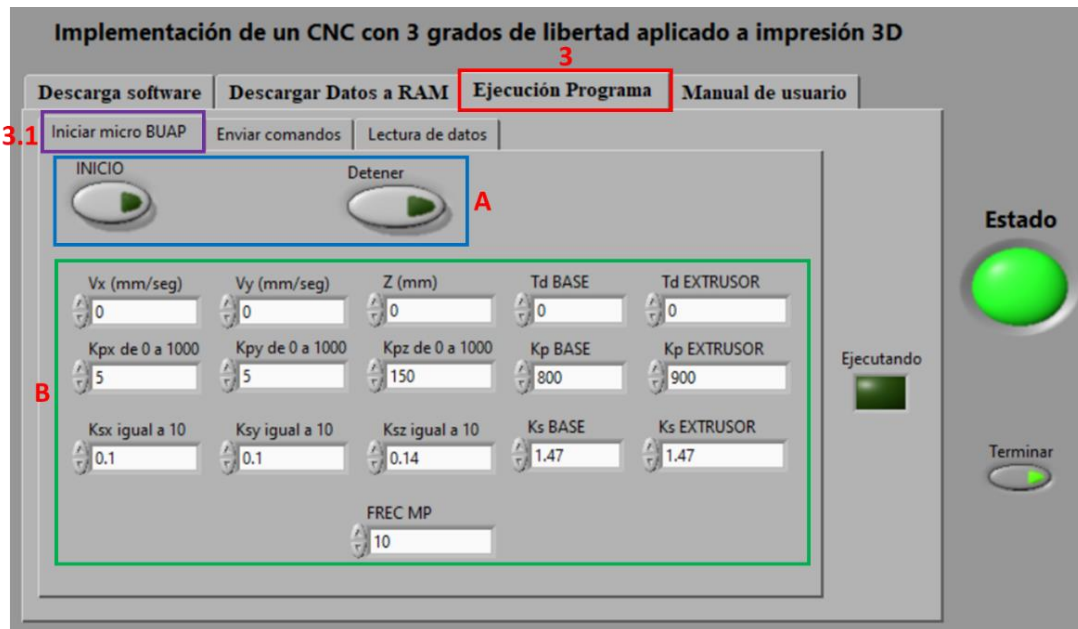 Implementación de un CNC con 3 grados de libertad aplicado a impresión 3D
3
Descarga software Descargar Datos a RAM Ejecución Programa Manual de usuario
3.1 Iniciar micro BUAP Enviar comandos Lectura de datos
INICIO Detener
A
Estado
Vx (mm/seg) Vy (mm/seg) Z (mm) Td BASE Td EXTRUSOR
0 0 0 0 0
Kpx de 0 a 1000 Kpy de 0 a 1000 Kpz de 0 a 1000 Kp BASE Kp EXTRUSOR
Ejecutando
5 5 150 800 900
B
Ksx igual a 10 Ksy igual a 10 Ksz igual a 10 Ks BASE Ks EXTRUSOR
0.1 0.1 0.14 1.47 1.47
Terminar
FREC MP
10